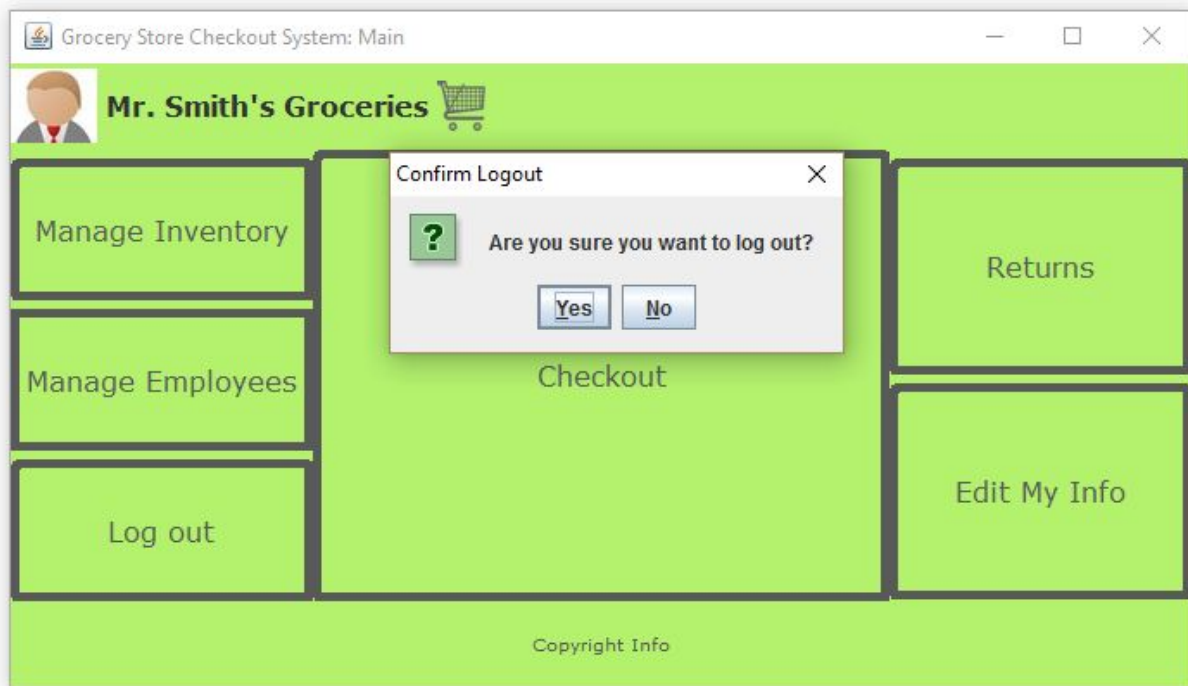 Grocery Store Checkout System: Main
Mr. Smith's Groceries
Confirm Logout
?
Are you sure you want to log out?
Yes No
Manage Inventory
Manage Employees
Log out
Checkout
Returns
Edit My Info
Copyright Info